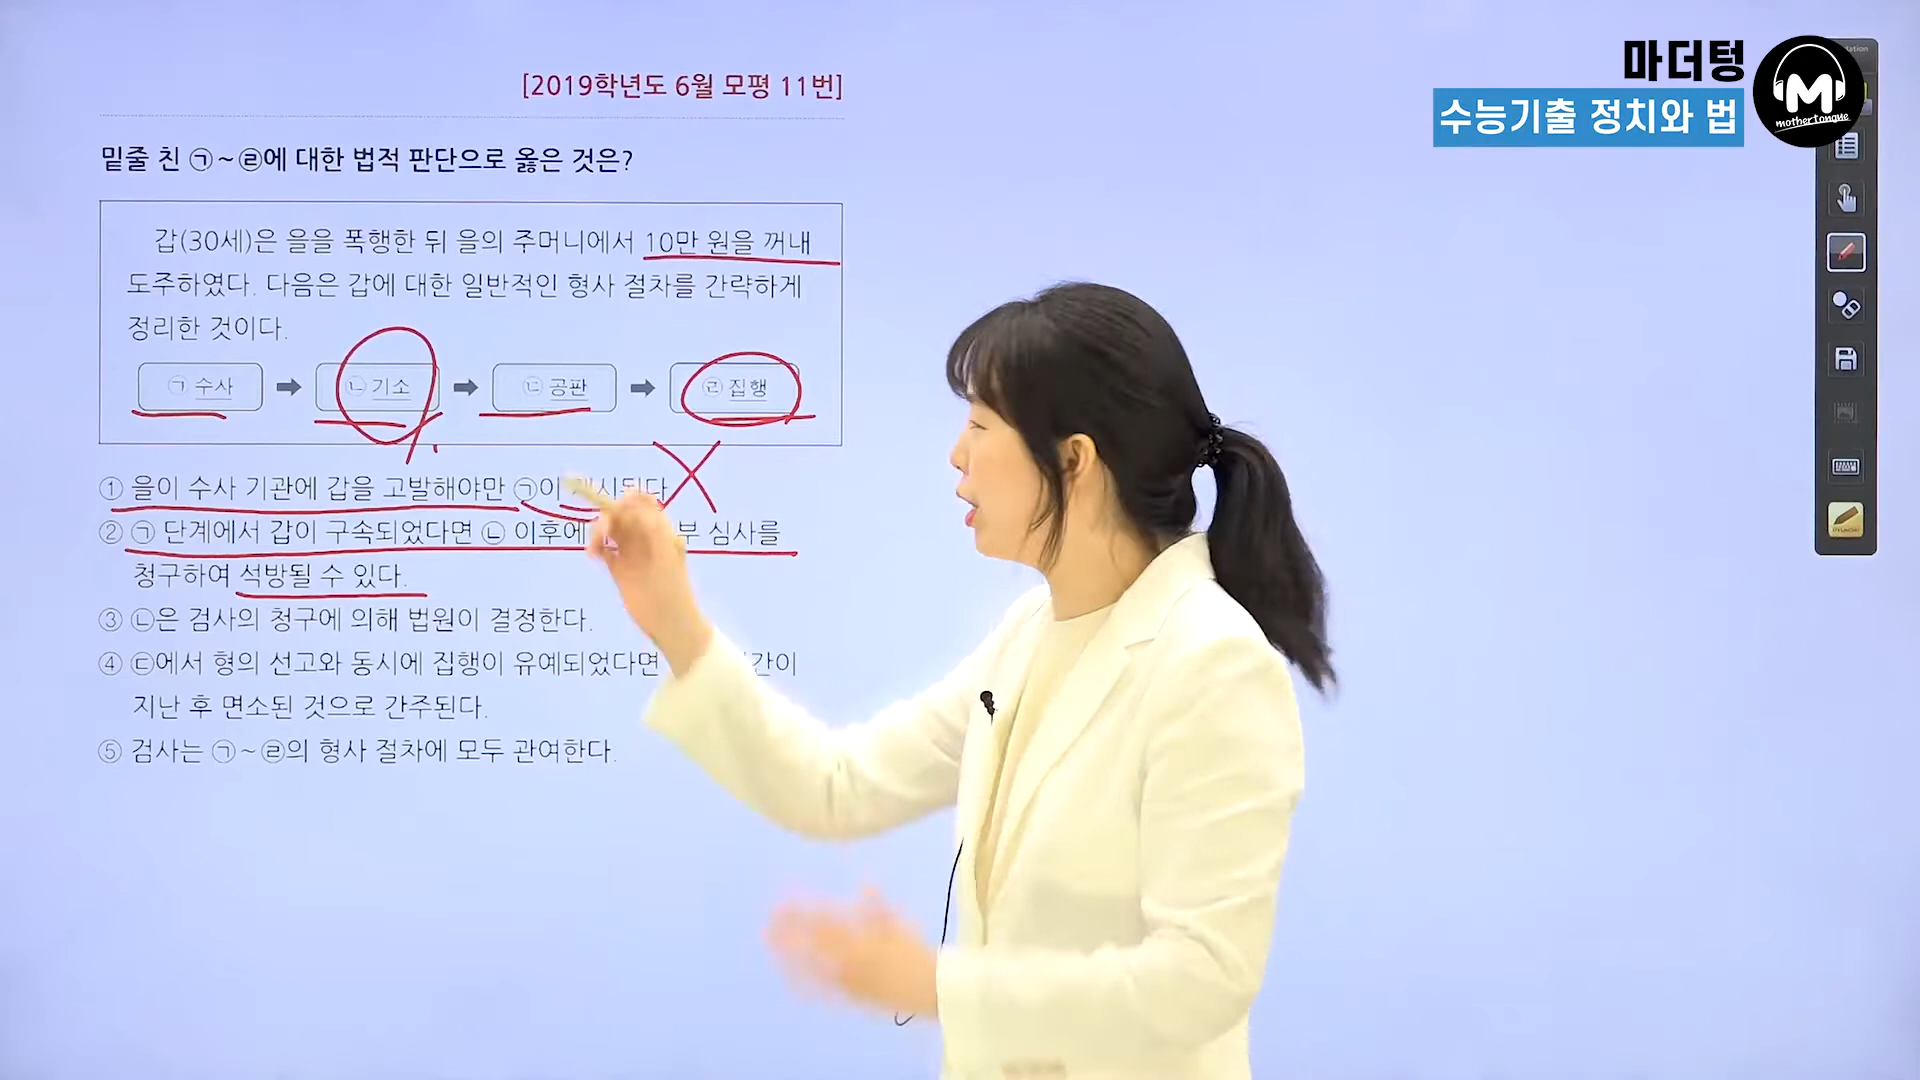 마더텅
수능기출 정치와 법
M
mothertongue
[2019학년도 6월 모평 11번]
밑줄 친 ㉠~㉣에 대한 법적 판단으로 옳은 것은?
갑(30세)은 을을 폭행한 뒤 을의 주머니에서 10만 원을 꺼내
도주하였다. 다음은 갑에 대한 일반적인 형사 절차를 간략하게
정리한 것이다.
㉠ 수사 → ㉡ 기소 → ㉢ 공판 → ㉣ 집행
① 을이 수사 기관에 갑을 고발해야만 ㉠이
② ㉠ 단계에서 갑이 구속되었다면 ㉡ 이후에 심사를
청구하여 석방될 수 있다.
③ ㉡은 검사의 청구에 의해 법원이 결정한다.
④ ㉢에서 형의 선고와 동시에 집행이 유예되었다면
지난 후 면소된 것으로 간주된다.
⑤ 검사는 ㉠~㉣의 형사 절차에 모두 관여한다.